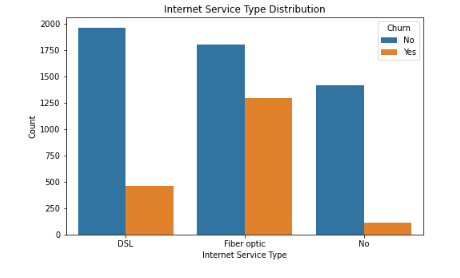 Internet Service Type Distribution
Churn
No
Yes
2000
1750
1500
1250
1000
750
500
250
0
Count
DSL
Fiber optic
No
Internet Service Type